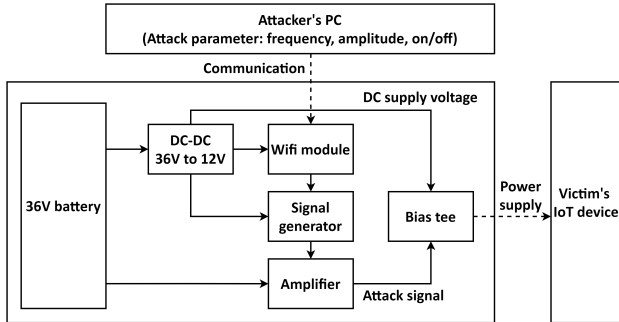 Attacker's PC
(Attack parameter: frequency, amplitude, on/off)
Communication
DC supply voltage
DC-DC
36V to 12V
Wifi module
36V battery
Signal
generator
Bias tee
Power
supply
Victim's
IoT device
Amplifier
Attack signal